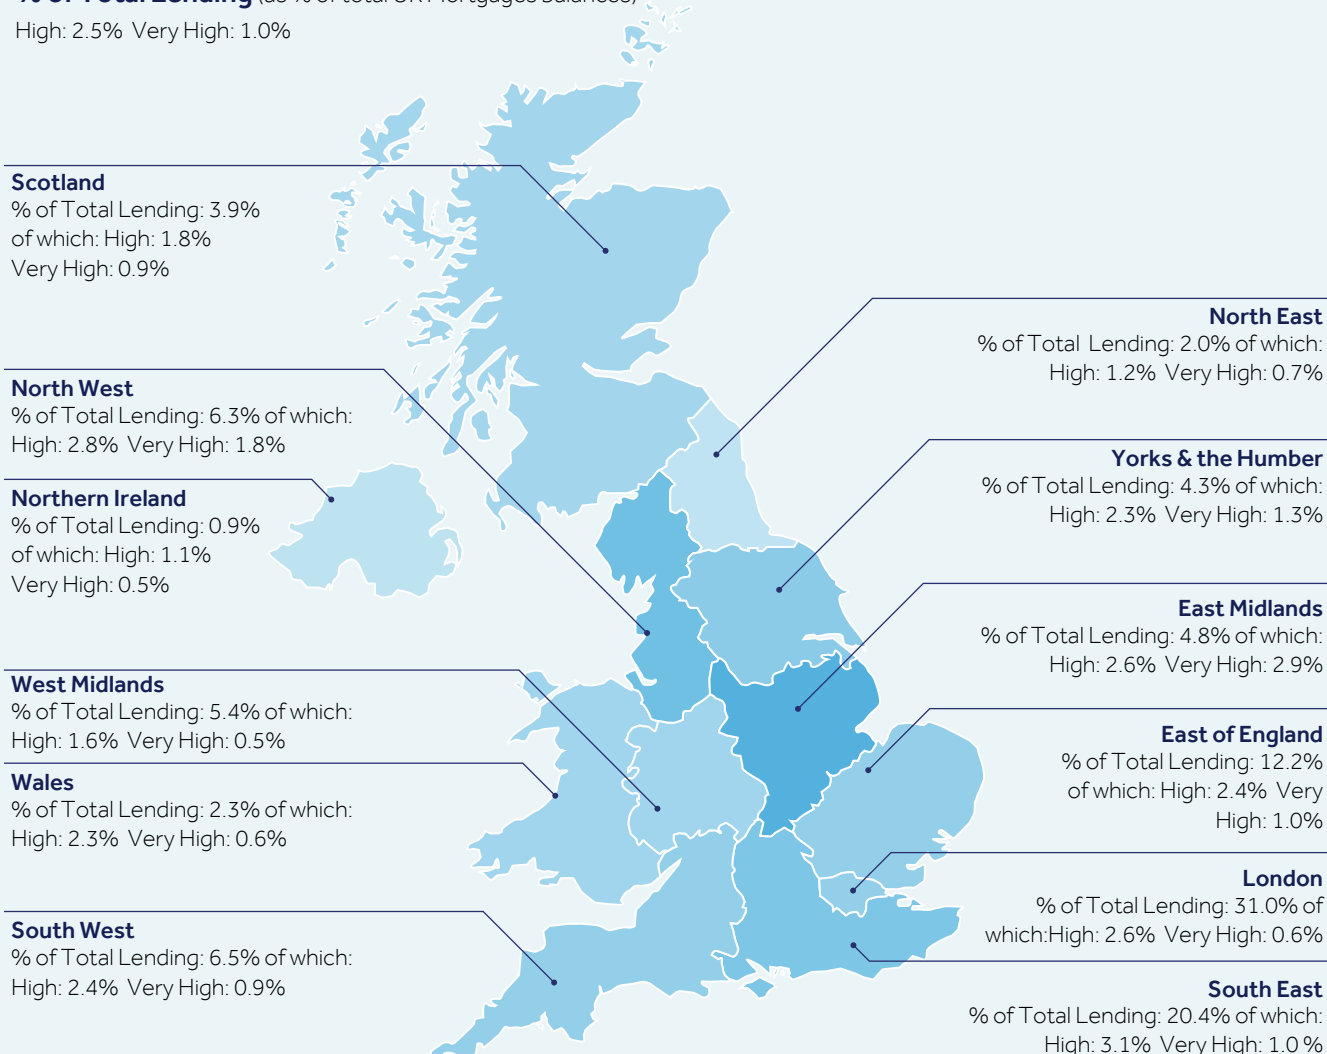 % of Total Lending (as % of total UK Mortgages balances)
High: 2.5% Very High: 1.0%
Scotland
% of Total Lending: 3.9%
of which: High: 1.8%
Very High: 0.9%
North East
% of Total Lending: 2.0% of which:
High: 1.2% Very High: 0.7%
North West
% of Total Lending: 6.3% of which:
High: 2.8% Very High: 1.8%
Yorks & the Humber
% of Total Lending: 4.3% of which:
High: 2.3% Very High: 1.3%
Northern Ireland
% of Total Lending: 0.9%
of which: High: 1.1%
Very High: 0.5%
East Midlands
% of Total Lending: 4.8% of which:
High: 2.6% Very High: 2.9%
West Midlands
% of Total Lending: 5.4% of which:
High: 1.6% Very High: 0.5%
East of England
% of Total Lending: 12.2%
of which: High: 2.4% Very
High: 1.0%
Wales
% of Total Lending: 2.3% of which:
High: 2.3% Very High: 0.6%
London
% of Total Lending: 31.0% of
which:High: 2.6% Very High: 0.6%
South West
% of Total Lending: 6.5% of which:
High: 2.4% Very High: 0.9%
South East
% of Total Lending: 20.4% of which:
High: 3.1% Very High: 1.0 %